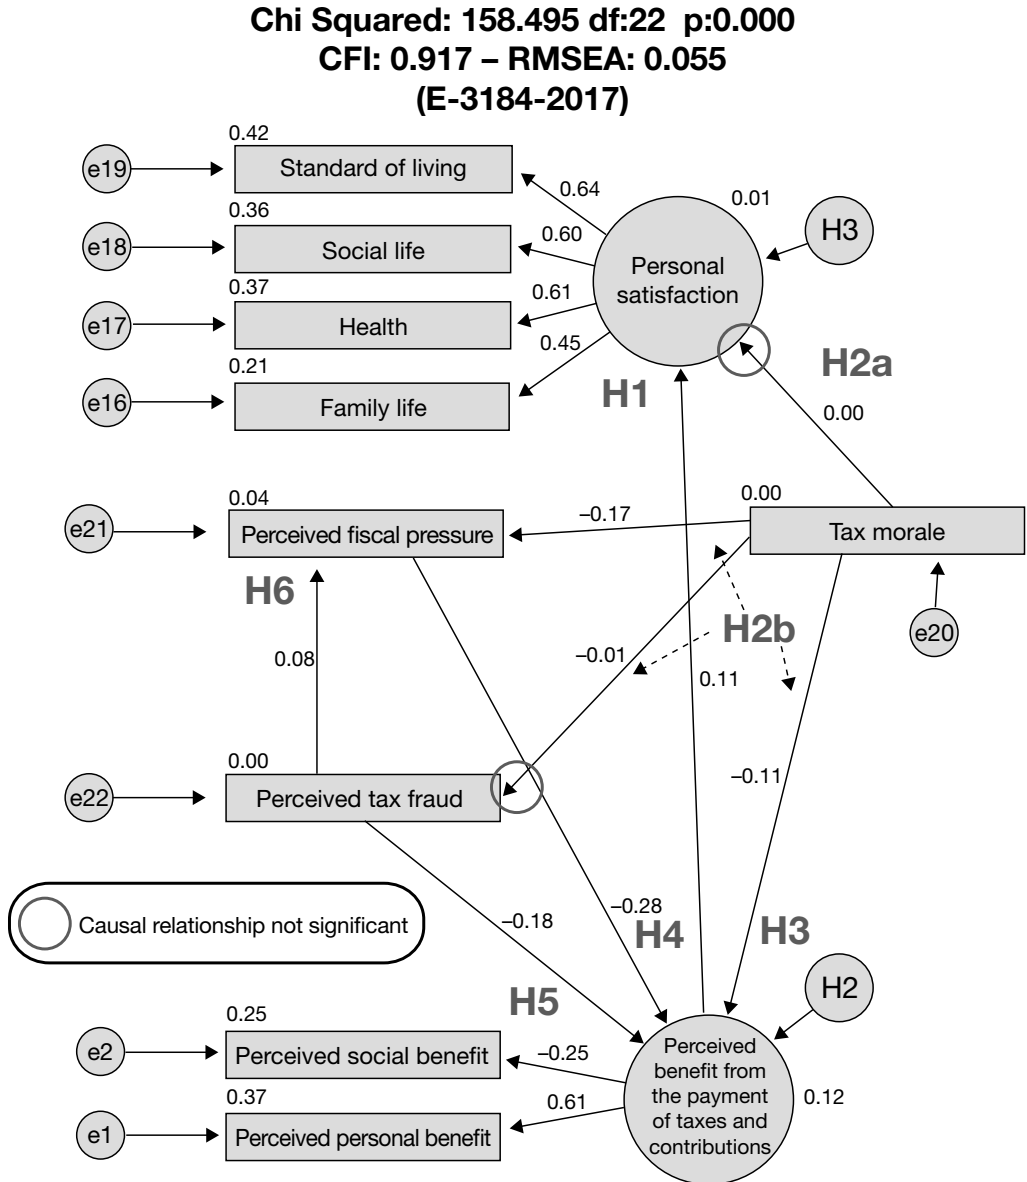 Chi Squared: 158.495 df:22 p:0.000
CFI: 0.917 – RMSEA: 0.055
(E-3184-2017)
0.42
e19
Standard of living
0.64
0.01
0.36
e18
Social life
0.60
H3
Personal
satisfaction
0.37
e17
Health
0.61
0.21
e16
Family life
0.45
H1
H2a
0.00
0.04
e21
Perceived fiscal pressure
–0.17
0.00
Tax morale
H6
H2b
e20
0.08
–0.01
0.11
0.00
e22
Perceived tax fraud
–0.11
Causal relationship not significant
–0.18
–0.28
H4
H3
H5
H2
0.25
e2
Perceived social benefit
–0.25
0.37
e1
Perceived personal benefit
0.61
Perceived
benefit from
the payment
of taxes and
contributions
0.12